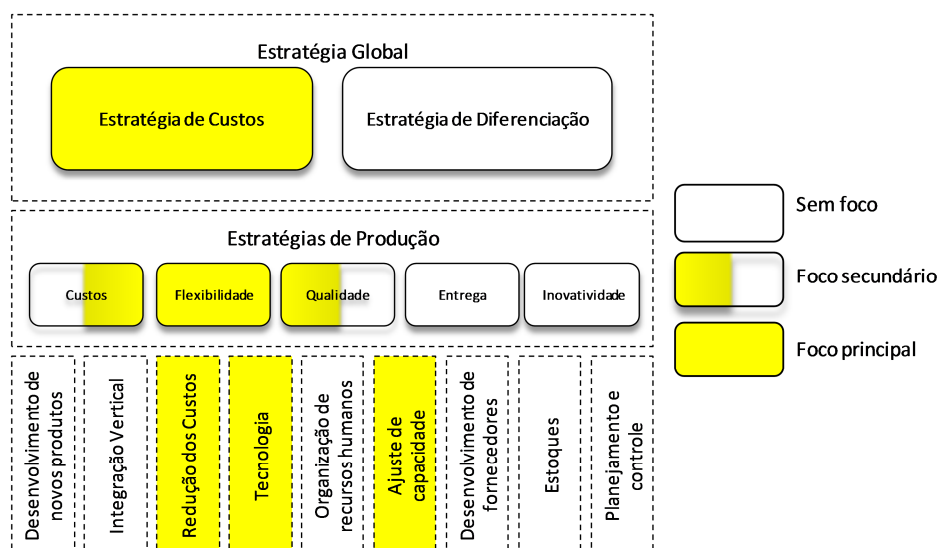 Estratégia Global
Estratégia de Custos
Estratégia de Diferenciação
Estratégias de Produção
Custos
Flexibilidade
Qualidade
Entrega
Inovatividade
Desenvolvimento de
novos produtos
Integração Vertical
Redução dos Custos
Tecnologia
Organização de
recursos humanos
Ajuste de
capacidade
Desenvolvimento de
fornecedores
Estoques
Planejamento e
controle
Sem foco
Foco secundário
Foco principal